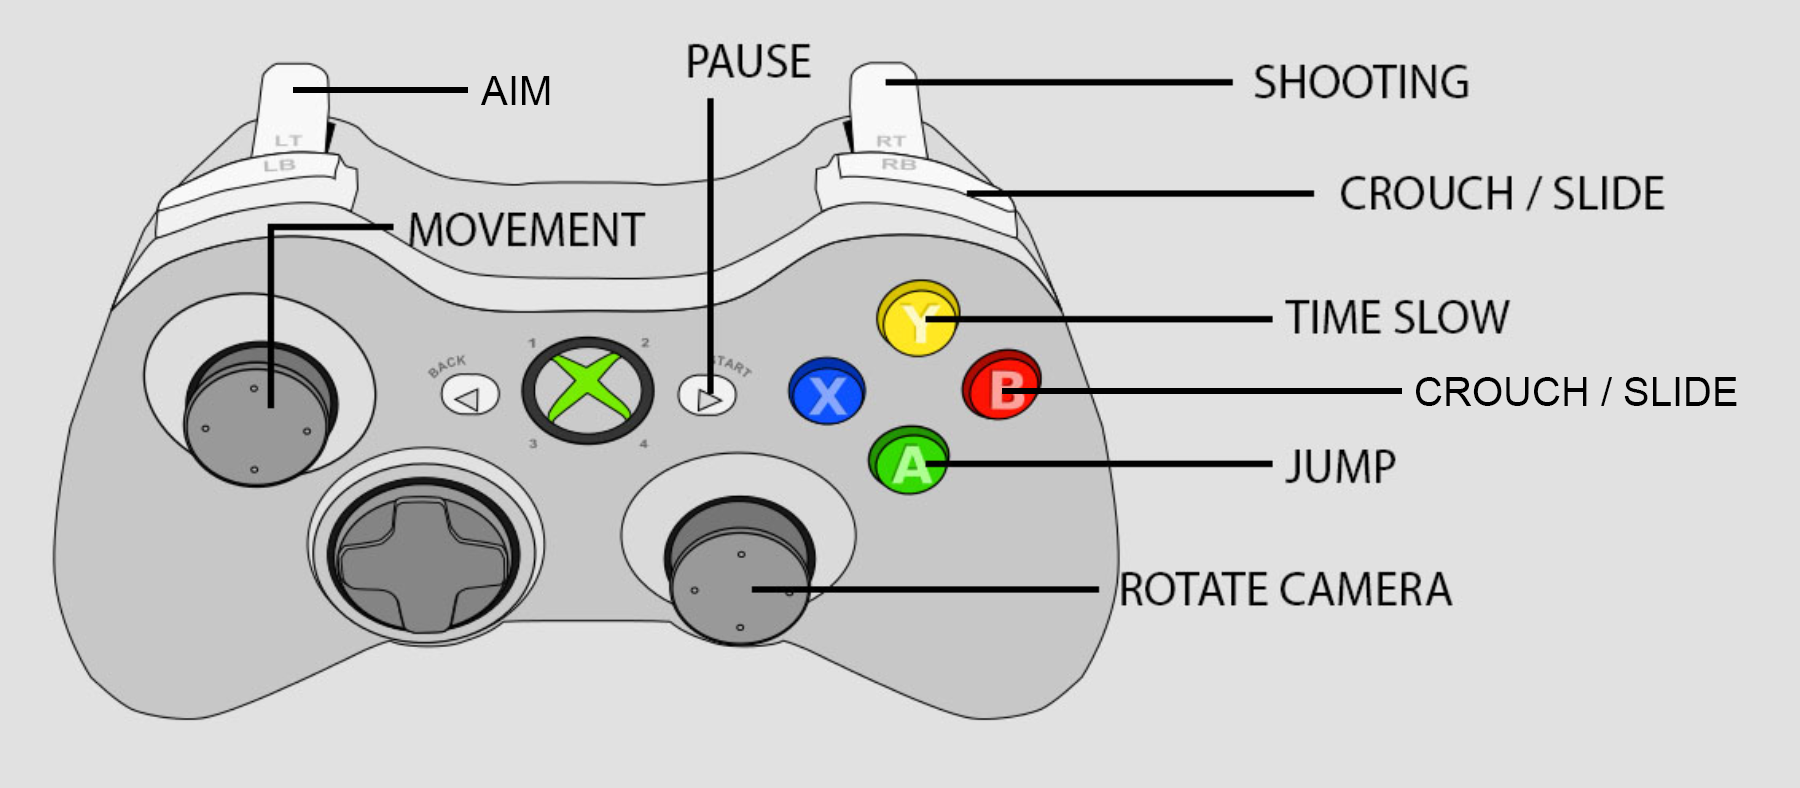 PAUSE
AIM
SHOOTING
LT
RT
LB
RB
CROUCH / SLIDE
MOVEMENT
TIME SLOW
Y
1
2
BACK
START
X
B
CROUCH / SLIDE
3
4
A
JUMP
ROTATE CAMERA